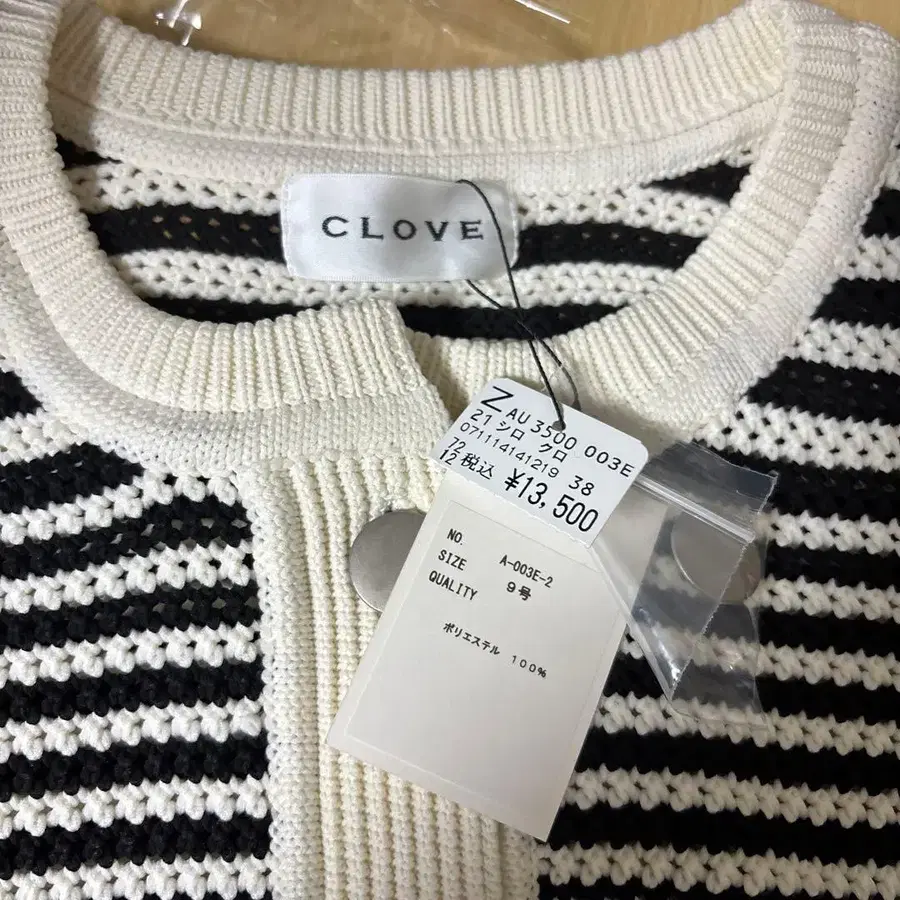 CLOVE
Z AU 3500 003E
21 シロ クロ
071114141219 38
72
12 税込 ¥13,500
NO. A-003E-2
SIZE 9号
QUALITY
ポリエステル 100%